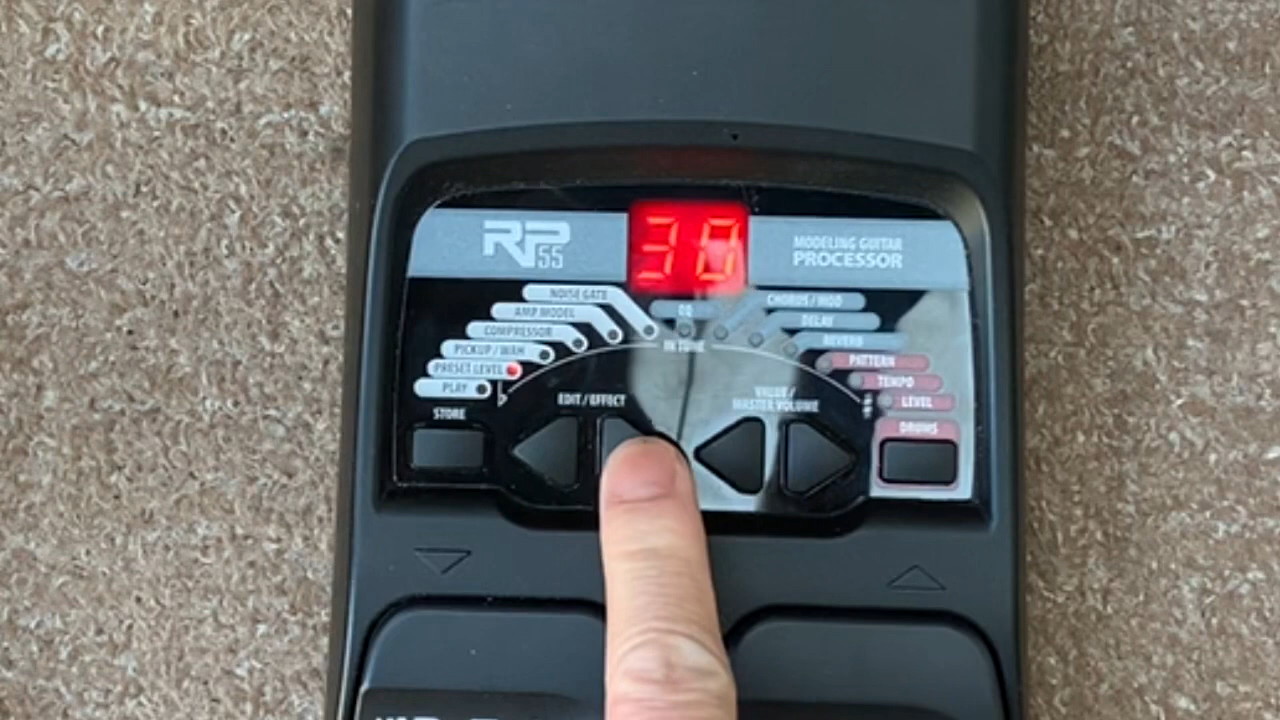 RP55
30
MODELING GUITAR
PROCESSOR
NOISE GATE
EQ
CHORUS / MOD
AMP MODEL
DELAY
COMPRESSOR
REVERB
PICKUP / WAH
IN TUNE
PATTERN
PRESET LEVEL
TEMPO
PLAY
LEVEL
STORE
EDIT / EFFECT
VALUE /
MASTER VOLUME
DRUMS